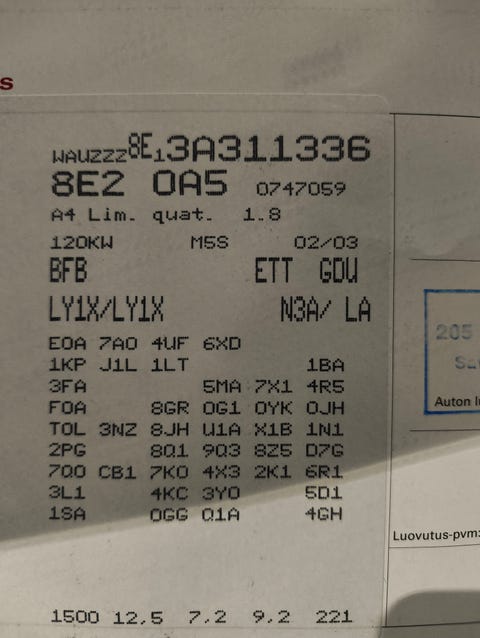 s
WAUZZZ8E13A311336
8E2 0A5 0747059
A4 Lim. quat. 1.8
120KW M5S 02/03
BFB ETT GDW
LY1X/LY1X N3A/ LA
E0A 7A0 4UF 6XD
1KP J1L 1LT 1BA
3FA 5MA 7X1 4R5
F0A 8GR 0G1 0YK 0JH
T0L 3NZ 8JH U1A X1B 1N1
2PG 8Q1 9Q3 8Z5 D7G
700 CB1 7K0 4X3 2K1 6R1
3L1 4KC 3Y0 5D1
1SA 0GG Q1A 4GH
1500 12,5 7,2 9,2 221
205
Auton lu
Luovutus-pvm: